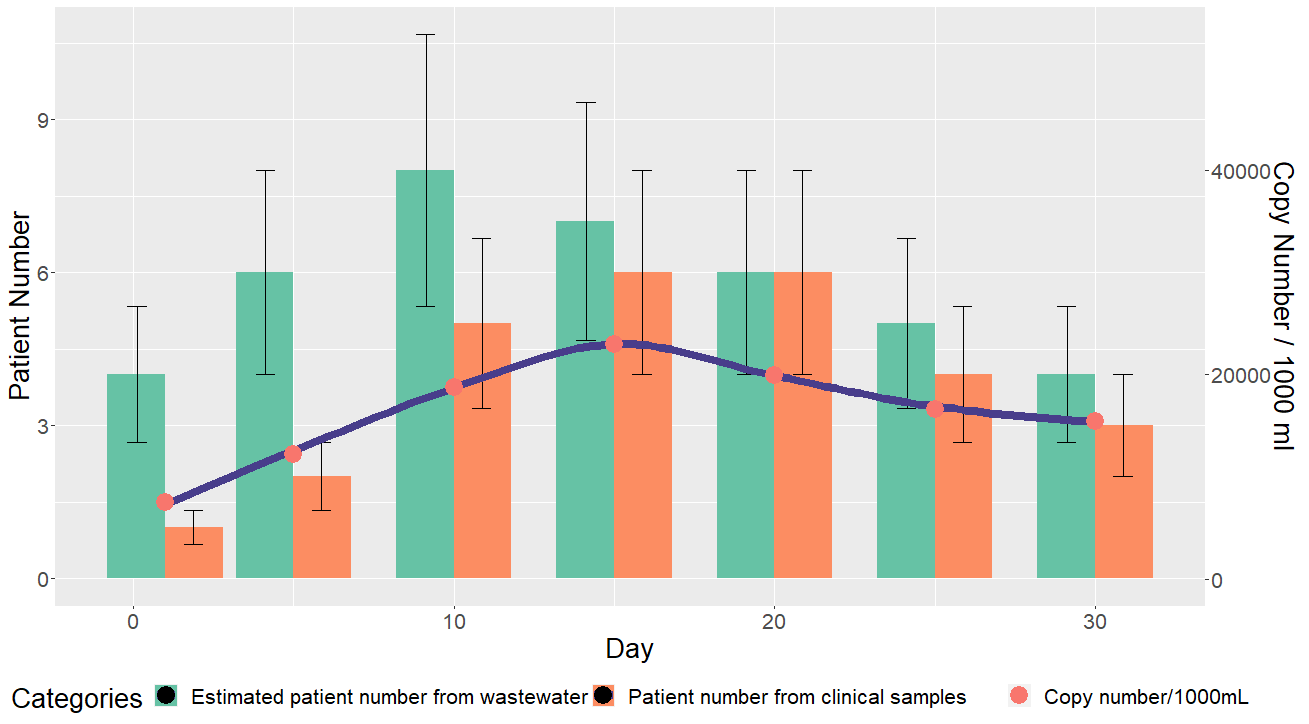 9
6
3
0
Patient Number
40000
20000
0
Copy Number / 1000 ml
0 10 20 30
Day
Categories Estimated patient number from wastewater Patient number from clinical samples Copy number/1000mL